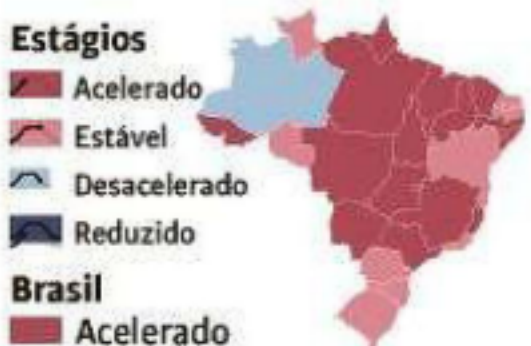 Estágios
Acelerado
Estável
Desacelerado
Reduzido
Brasil
Acelerado